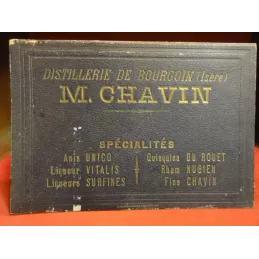 DISTILLERIE DE BOURGOIN (Isère)
M. CHAVIN
SPÉCIALITÉS
Anis UNICO
Liqueur VITALIS
Liqueurs SURFINES
Quinquina DU ROUET
Rhum NUBIEN
Fine CHAVIN